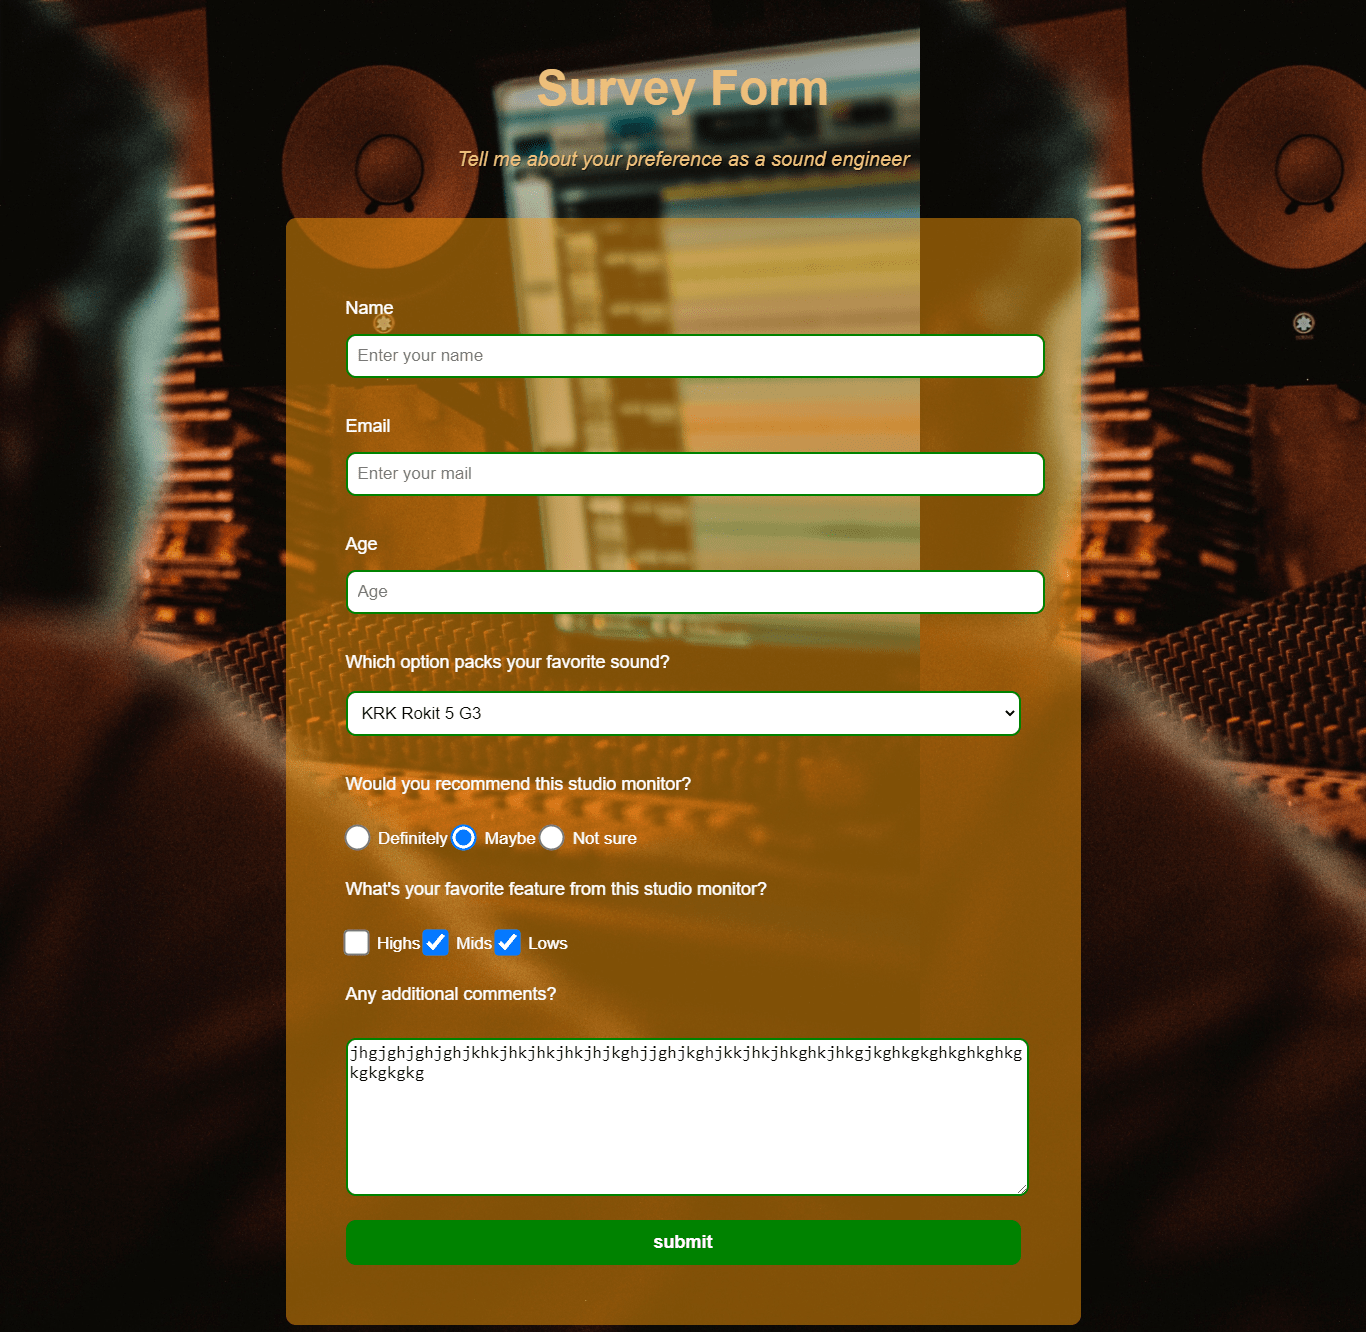 Survey Form
Tell me about your preference as a sound engineer
Name
Enter your name
Email
Enter your mail
Age
Age
Which option packs your favorite sound?
KRK Rokit 5 G3
Would you recommend this studio monitor?
Definitely Maybe Not sure
What's your favorite feature from this studio monitor?
Highs Mids Lows
Any additional comments?
jhgjghjghjghjkhkjhkjhkjhkjhjkghjjghjkghjkkjhkjhkghkjhkgjkghkgkghkghkghkg
kgkgkgkg
submit